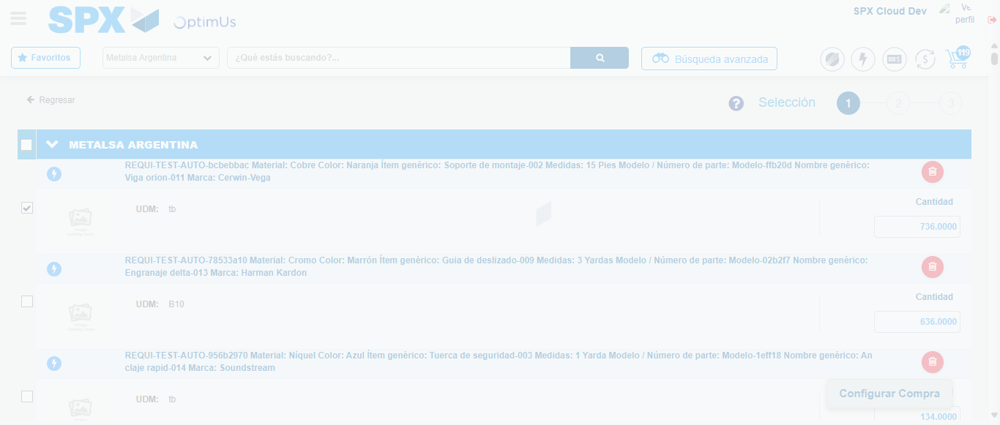 SPX
OptimUs
SPX Cloud Dev
Ve
perfil
Favoritos
Metalsa Argentina
¿Qué estás buscando?...
Búsqueda avanzada
119
Regresar
?
Selección
1
2
3
METALSA ARGENTINA
REQUI-TEST-AUTO-bcbebbac Material: Cobre Color: Naranja Ítem genérico: Soporte de montaje-002 Medidas: 15 Pies Modelo / Número de parte: Modelo-ffb20d Nombre genérico:
Viga orion-011 Marca: Cerwin-Vega
UDM: tb
Cantidad
736.0000
REQUI-TEST-AUTO-78533a10 Material: Cromo Color: Marrón Ítem genérico: Guia de deslizado-009 Medidas: 3 Yardas Modelo / Número de parte: Modelo-02b2f7 Nombre genérico:
Engranaje delta-013 Marca: Harman Kardon
UDM: B10
Cantidad
636.0000
REQUI-TEST-AUTO-956b2970 Material: Níquel Color: Azul Ítem genérico: Tuerca de seguridad-003 Medidas: 1 Yarda Modelo / Número de parte: Modelo-1eff18 Nombre genérico: An
claje rapid-014 Marca: Soundstream
UDM: tb
Configurar Compra
134.0000